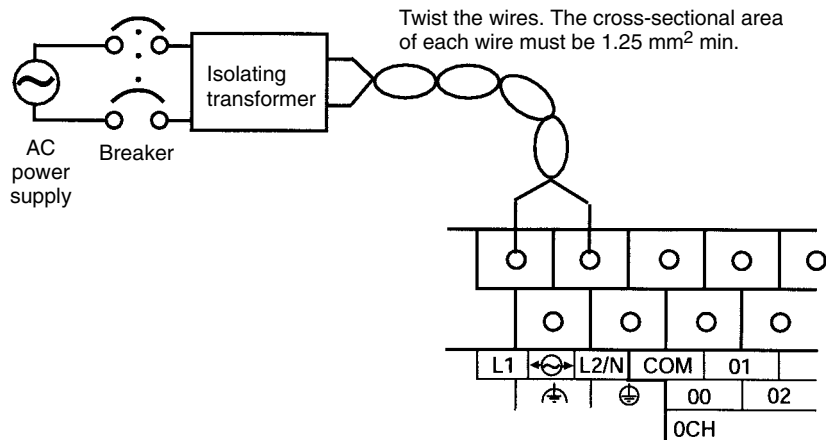 Twist the wires. The cross-sectional area
of each wire must be 1.25 mm² min.
Isolating
transformer
AC
power
supply
Breaker
L1 L2/N COM 01
00 02
0CH